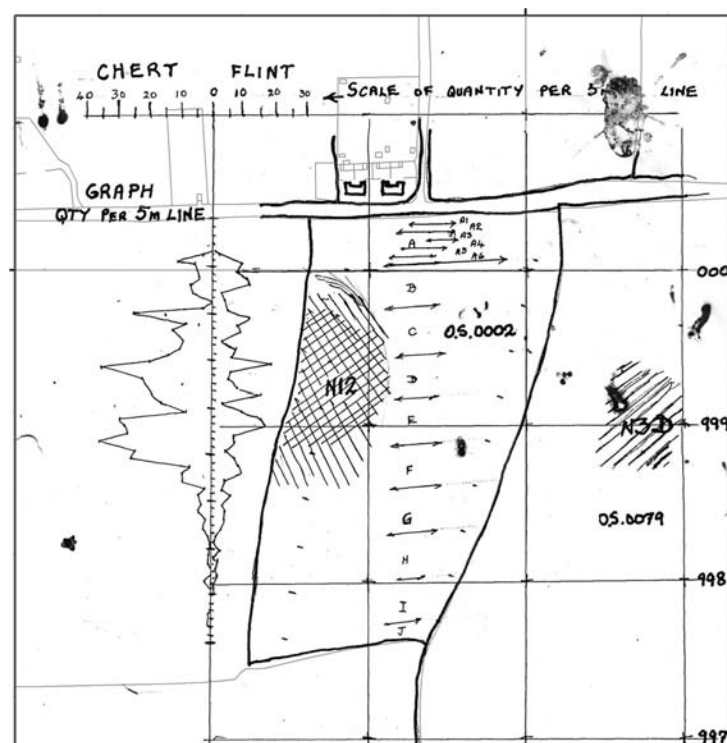 CHERT FLINT
40 30 20 10 0 10 20 30
← SCALE OF QUANTITY PER 5 LINE
GRAPH
QTY PER 5M LINE
A
A1
A2
A3
A4
A5
A6
000
B
O.S.0002
C
N12
D
E
999
N3D
F
G
O.S.0079
H
998
I
J
997